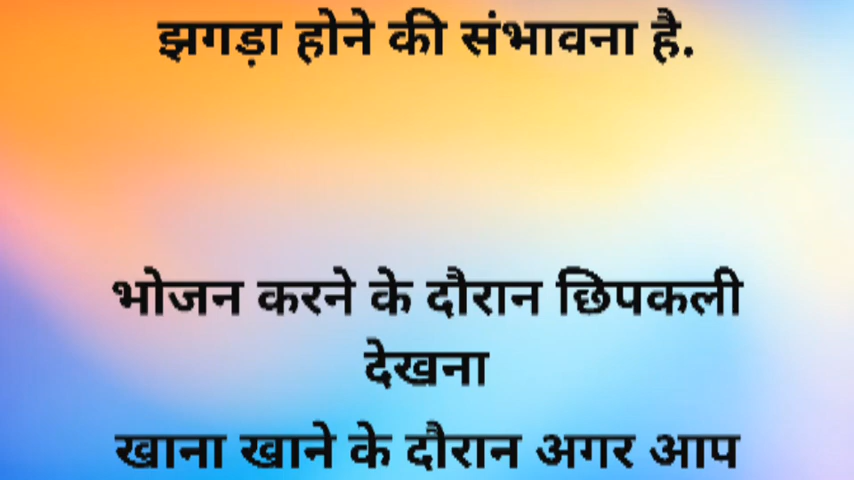 झगड़ा होने की संभावना है.
भोजन करने के दौरान छिपकली
देखना
खाना खाने के दौरान अगर आप